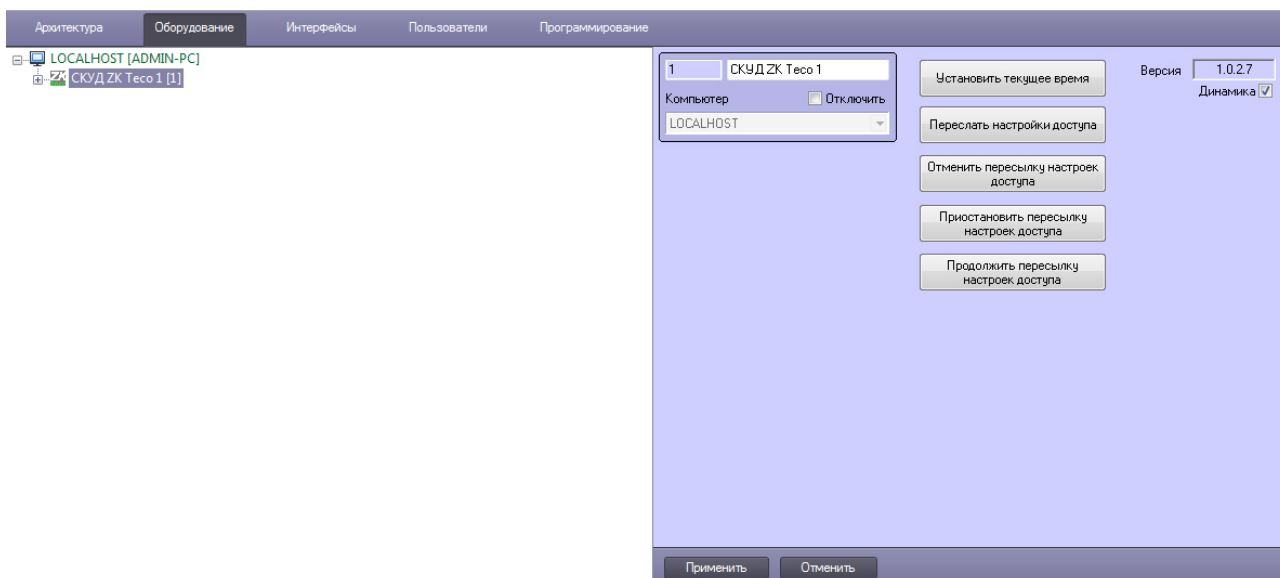 Архитектура Оборудование Интерфейсы Пользователи Программирование
LOCALHOST [ADMIN-PC]
СКУД ZK Teco 1 [1]
1 СКУД ZK Teco 1
Компьютер Отключить
LOCALHOST
Установить текущее время
Переслать настройки доступа
Отменить пересылку настроек
доступа
Приостановить пересылку
настроек доступа
Продолжить пересылку
настроек доступа
Версия 1.0.2.7
Динамика
Применить Отменить